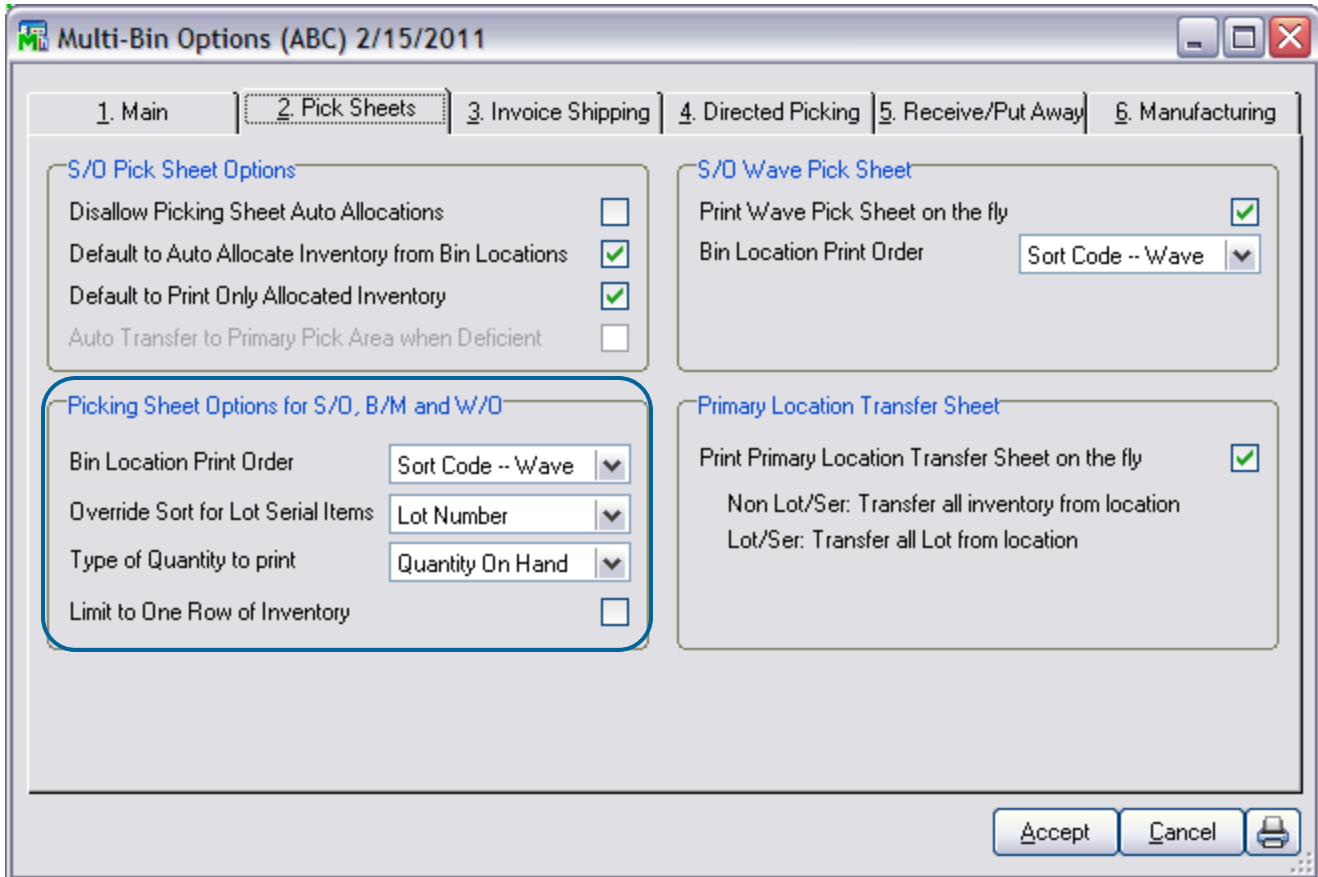 Multi-Bin Options (ABC) 2/15/2011
1. Main
2. Pick Sheets
3. Invoice Shipping
4. Directed Picking
5. Receive/Put Away
6. Manufacturing
S/O Pick Sheet Options
Disallow Picking Sheet Auto Allocations
Default to Auto Allocate Inventory from Bin Locations
Default to Print Only Allocated Inventory
Auto Transfer to Primary Pick Area when Deficient
S/O Wave Pick Sheet
Print Wave Pick Sheet on the fly
Bin Location Print Order Sort Code -- Wave
Picking Sheet Options for S/O, B/M and W/O
Bin Location Print Order Sort Code -- Wave
Override Sort for Lot Serial Items Lot Number
Type of Quantity to print Quantity On Hand
Limit to One Row of Inventory
Primary Location Transfer Sheet
Print Primary Location Transfer Sheet on the fly
Non Lot/Ser: Transfer all inventory from location
Lot/Ser: Transfer all Lot from location
Accept
Cancel